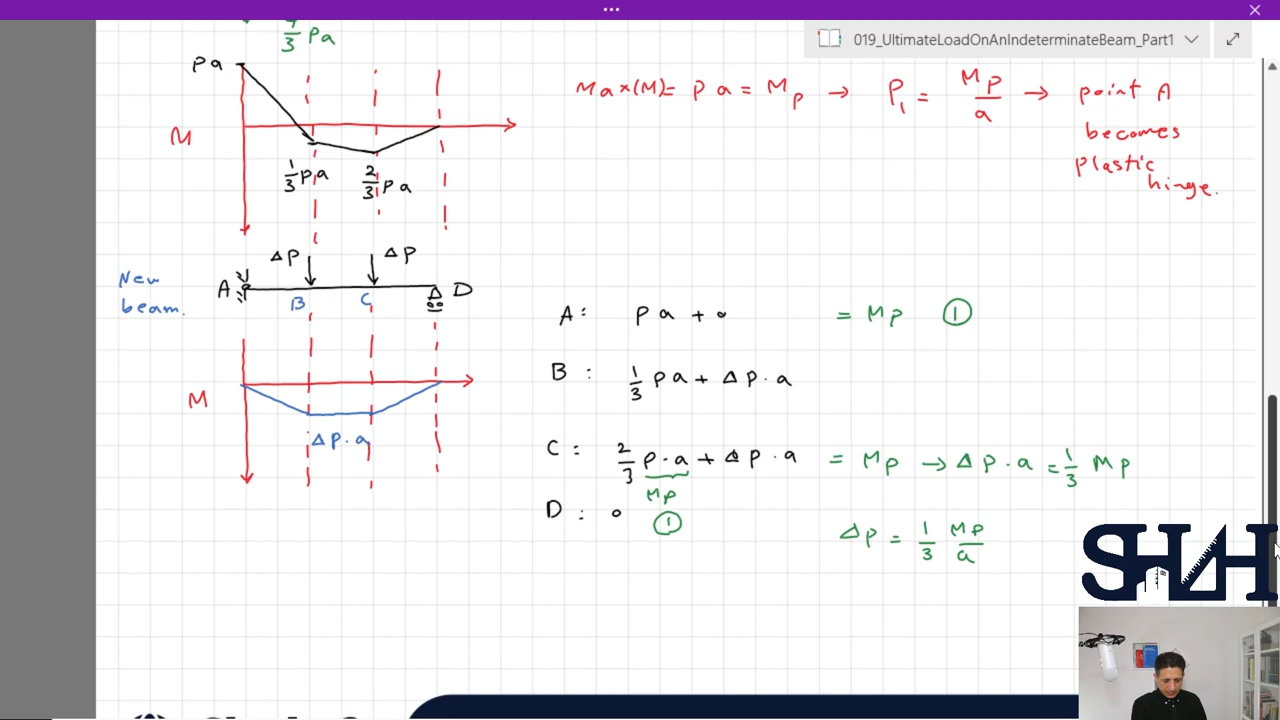 019_UltimateLoadOnAnIndeterminateBeam_Part1
4/3 Pa
Pa
M
1/3 Pa
2/3 Pa
Max(M) = Pa = Mp → P1 = Mp/a → point A
becomes
plastic
hinge.
New
beam.
ΔP ΔP
A B C D
M
ΔP.a
A: Pa + 0 = Mp ①
B: 1/3 Pa + ΔP.a
C: 2/3 P.a + ΔP.a = Mp → ΔP.a = 1/3 Mp
Mp
①
D: 0
ΔP = 1/3 Mp/a
SHLH